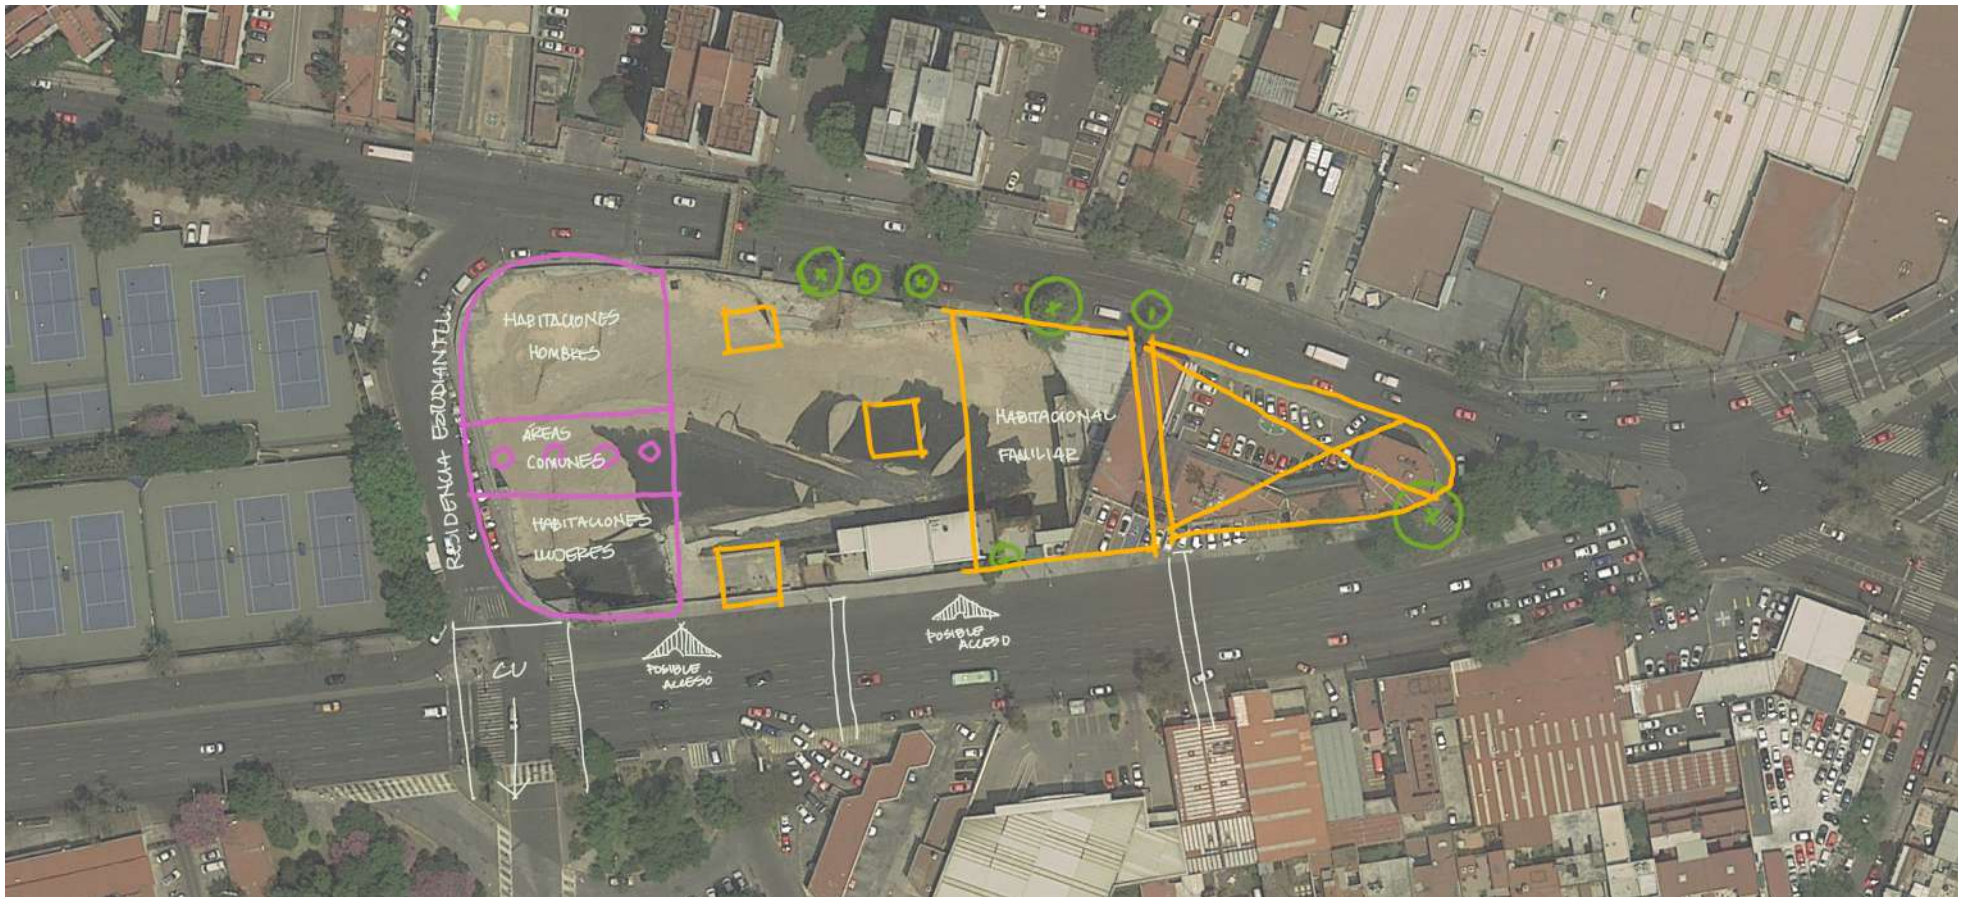 RESIDENCIA ESTUDIANTIL
HABITACIONES
HOMBRES
ÁREAS
COMUNES
HABITACIONES
MUJERES
HABITACIONAL
FAMILIAR
POSIBLE
ACCESO
POSIBLE
ACCESO
CU